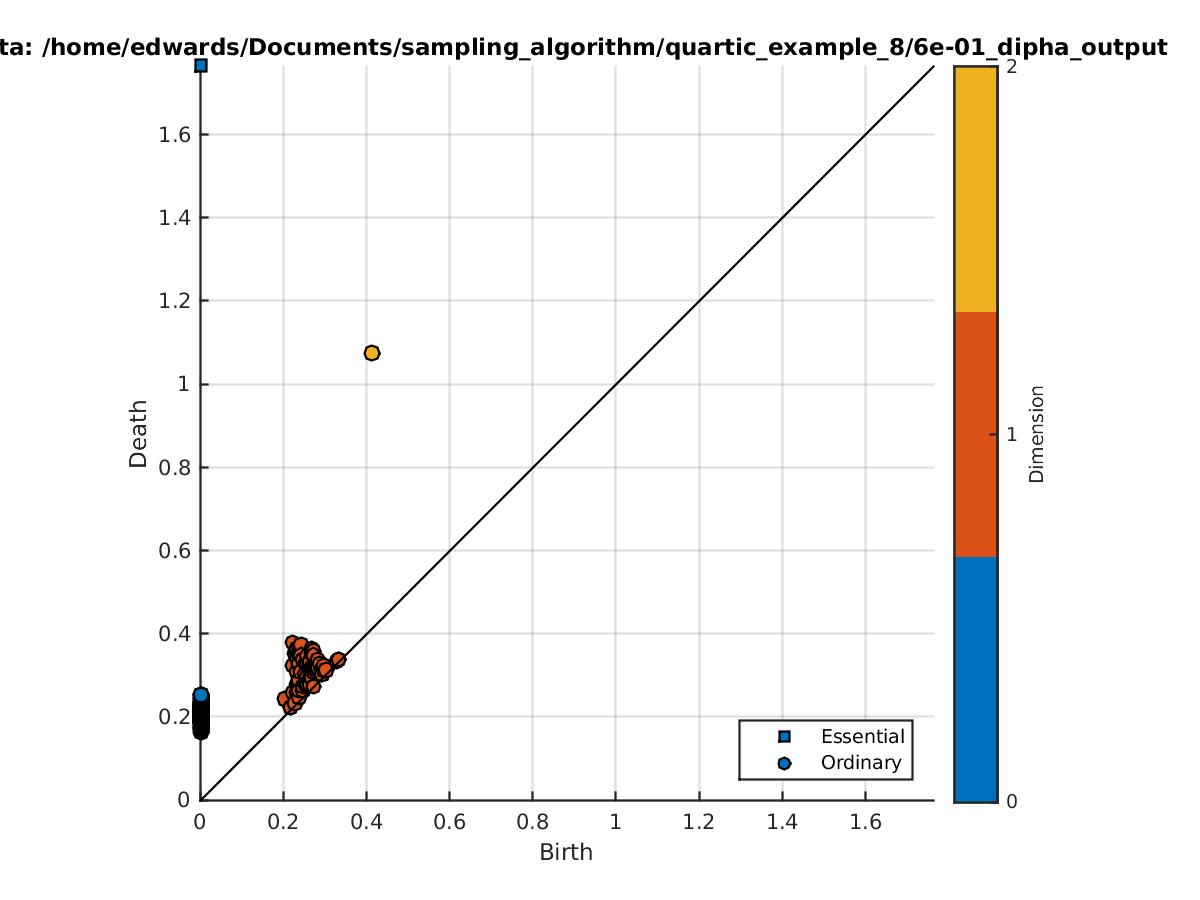 ta: /home/edwards/Documents/sampling_algorithm/quartic_example_8/6e-01_dipha_output
2
1.6
1.4
1.2
1
0.8
0.6
0.4
0.2
0
Death
1
Dimension
0
Essential
Ordinary
0 0.2 0.4 0.6 0.8 1 1.2 1.4 1.6
Birth